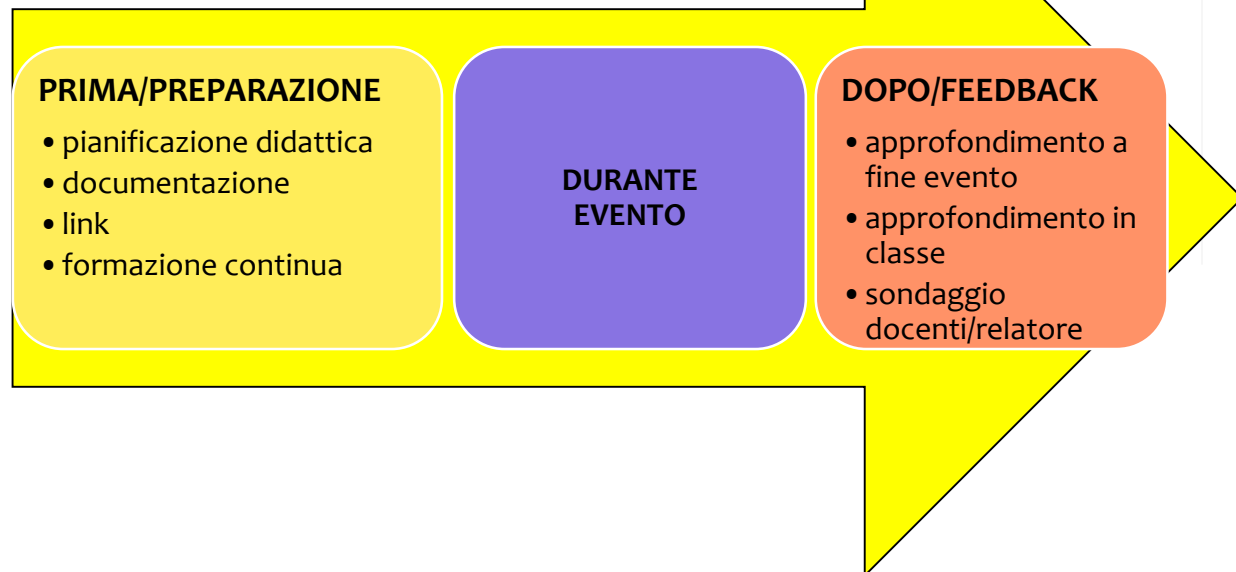 PRIMA/PREPARAZIONE
• pianificazione didattica
• documentazione
• link
• formazione continua
DURANTE
EVENTO
DOPO/FEEDBACK
• approfondimento a
fine evento
• approfondimento in
classe
• sondaggio
docenti/relatore